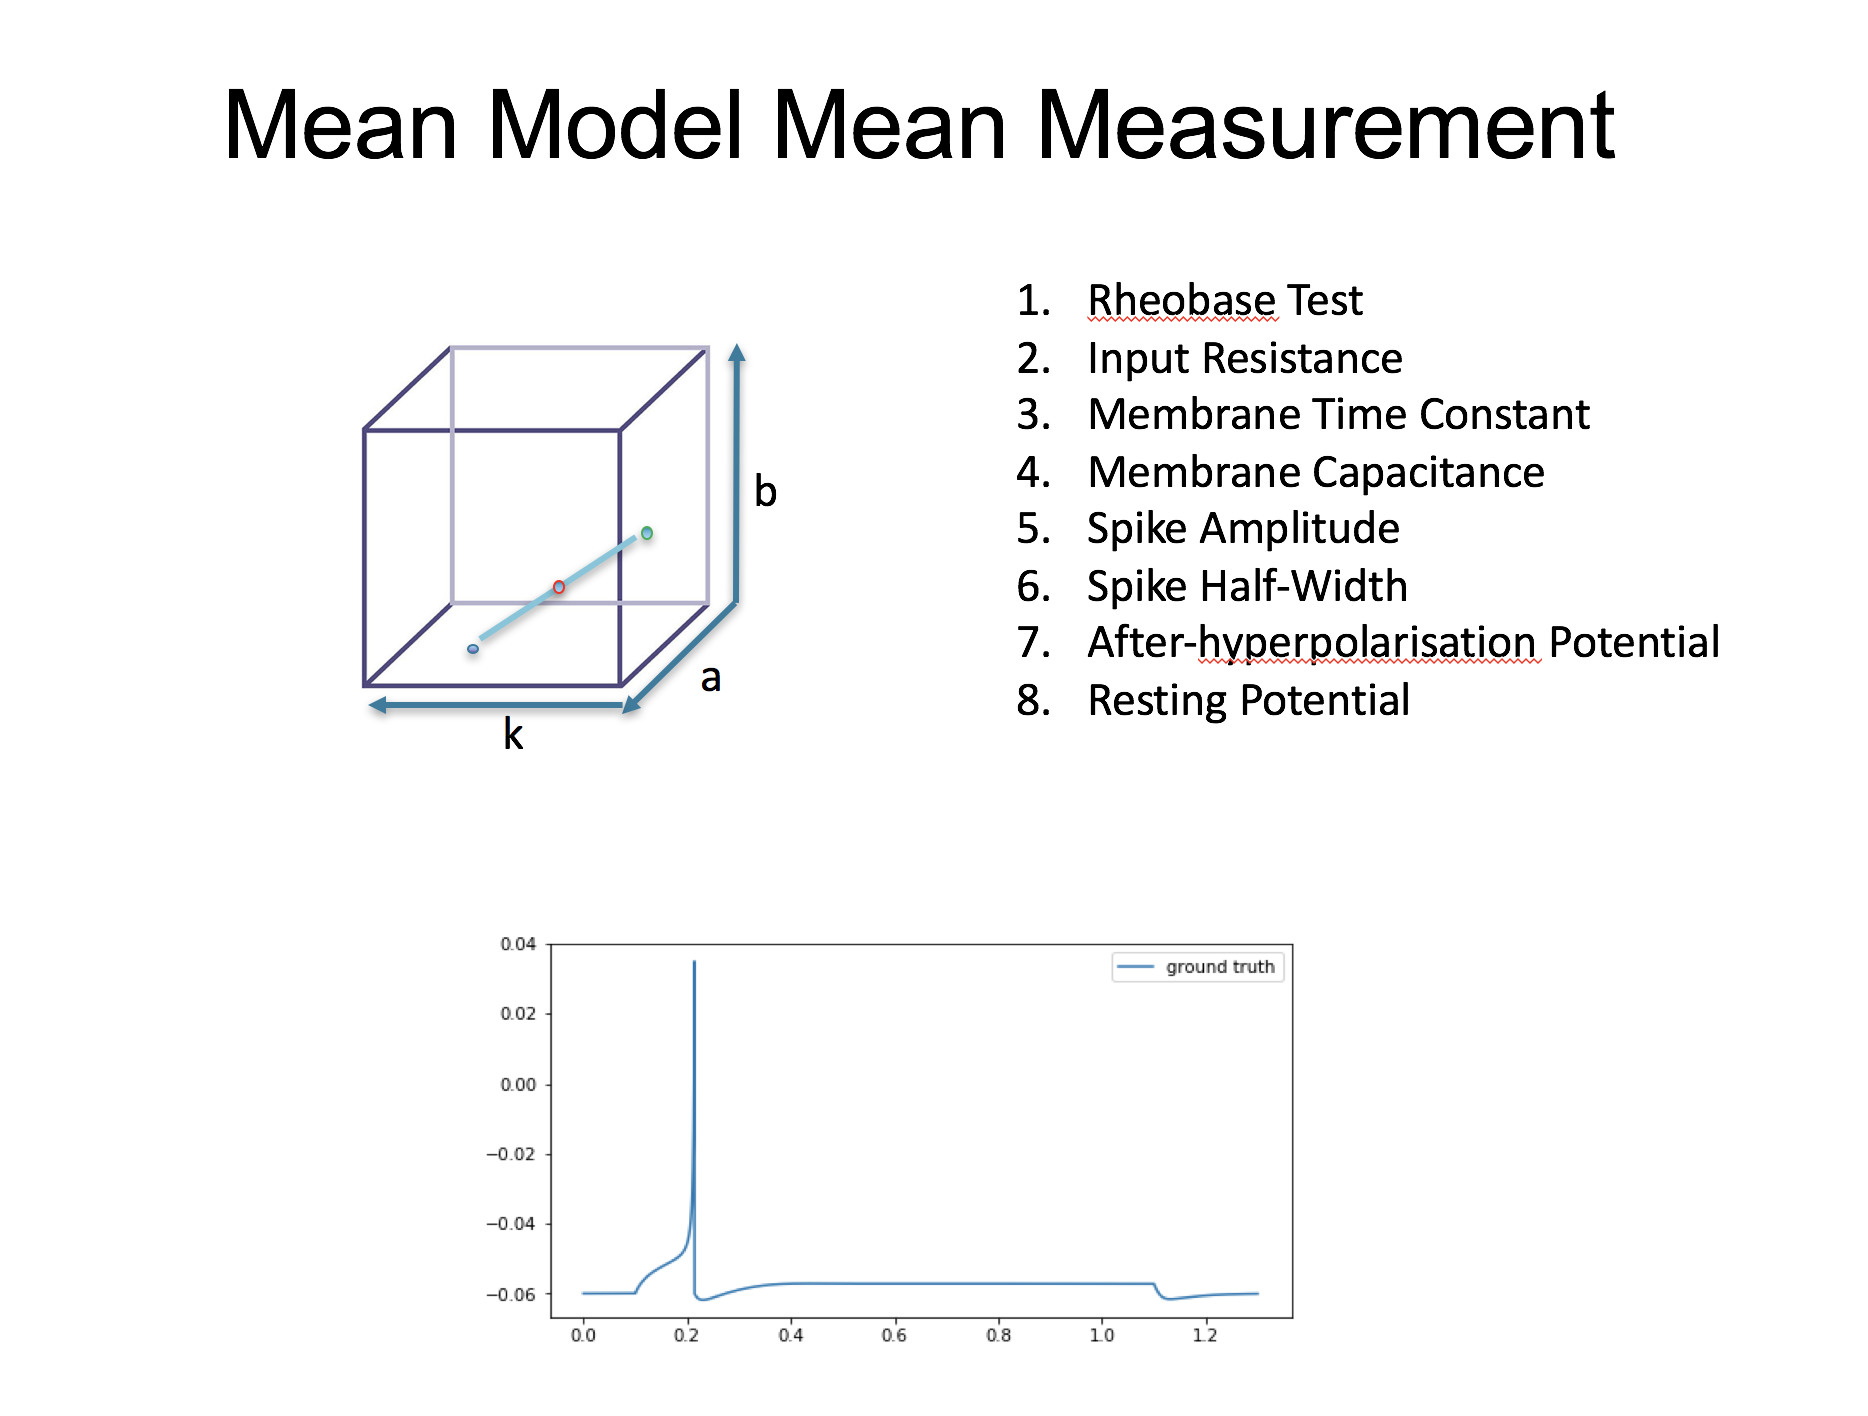 Mean Model Mean Measurement
1. Rheobase Test
2. Input Resistance
3. Membrane Time Constant
4. Membrane Capacitance
5. Spike Amplitude
6. Spike Half-Width
7. After-hyperpolarisation Potential
8. Resting Potential
b
a
k
0.04
0.02
0.00
−0.02
−0.04
−0.06
ground truth
0.0 0.2 0.4 0.6 0.8 1.0 1.2